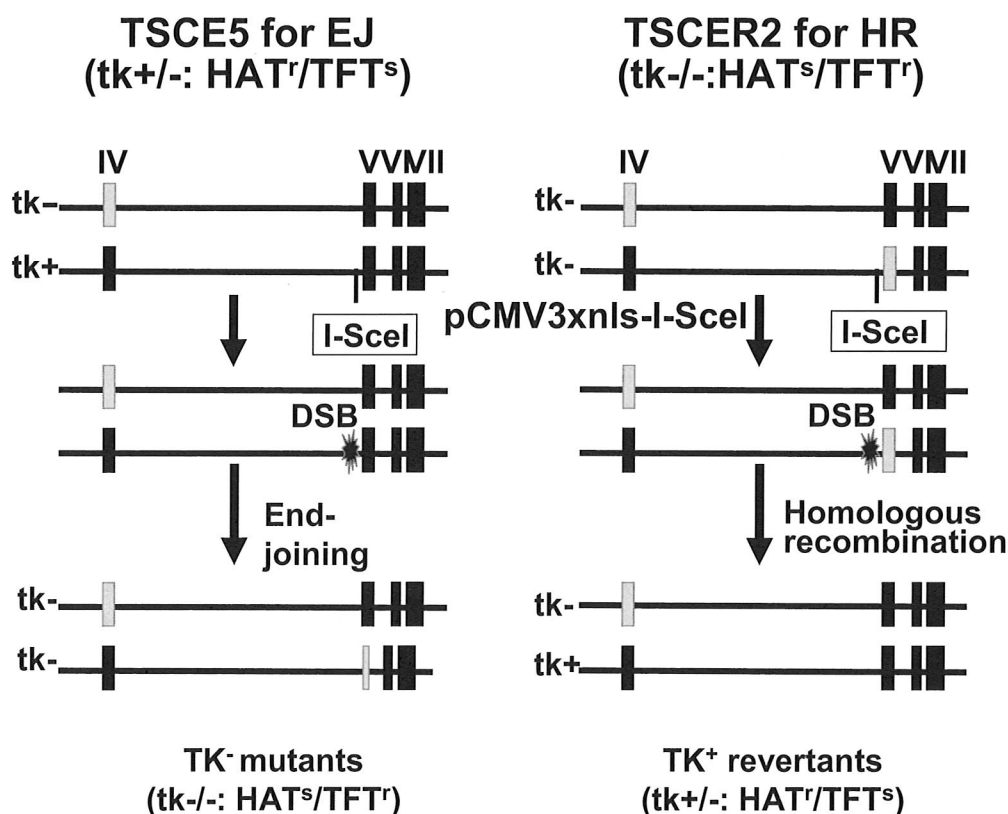 TSCE5 for EJ
(tk+/-: HATʳ/TFTˢ)
TSCER2 for HR
(tk-/-:HATˢ/TFTʳ)
IV VVIVII
tk–
tk+
I-SceI
IV VVIVII
tk-
tk-
I-SceI
pCMV3xnls-I-SceI
DSB
DSB
End-
joining
Homologous
recombination
tk-
tk-
tk-
tk+
TK⁻ mutants
(tk-/-: HATˢ/TFTʳ)
TK⁺ revertants
(tk+/-: HATʳ/TFTˢ)